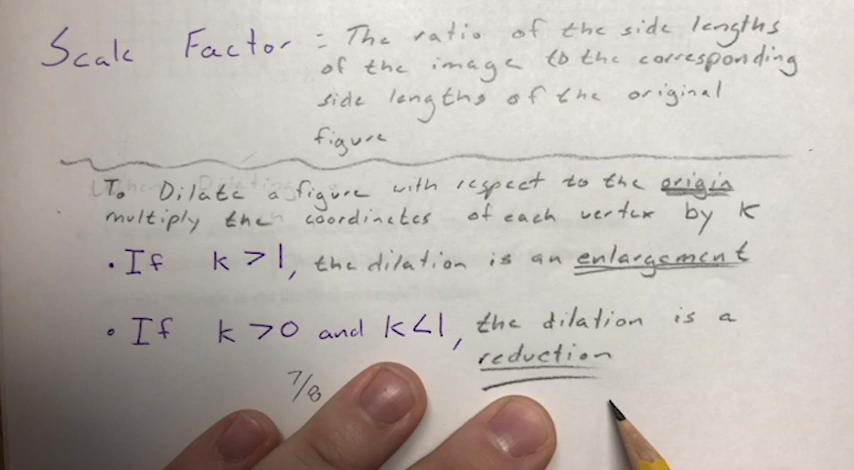 Scale Factor = The ratio of the side lengths
of the image to the corresponding
side lengths of the original
figure
To Dilate a figure with respect to the origin
multiply the coordinates of each vertex by K
• If k > 1, the dilation is an enlargement
• If k > 0 and k < 1, the dilation is a
reduction
7/8